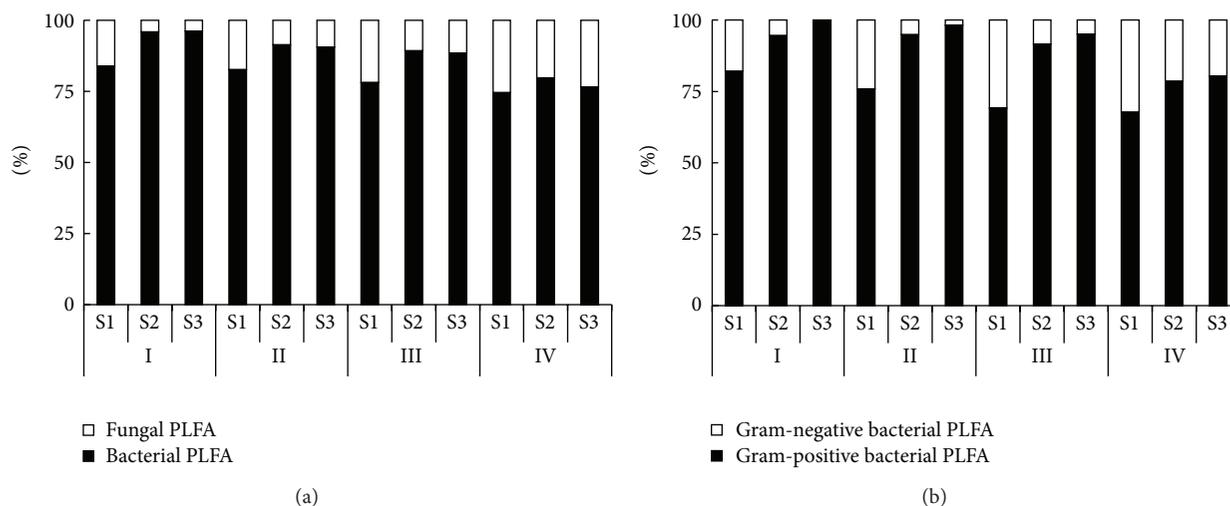 100
75
50
25
0
(%)
S1 S2 S3 S1 S2 S3 S1 S2 S3 S1 S2 S3
I II III IV
Fungal PLFA
Bacterial PLFA
(a)
100
75
50
25
0
(%)
S1 S2 S3 S1 S2 S3 S1 S2 S3 S1 S2 S3
I II III IV
Gram-negative bacterial PLFA
Gram-positive bacterial PLFA
(b)